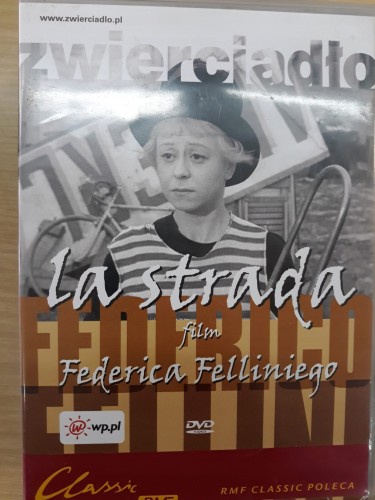 www.zwierciadlo.pl
zwierciadło
la strada
film
Federica Felliniego
FEDERICO
FELLINI
wp.pl
DVD
Classic
RMF CLASSIC POLECA